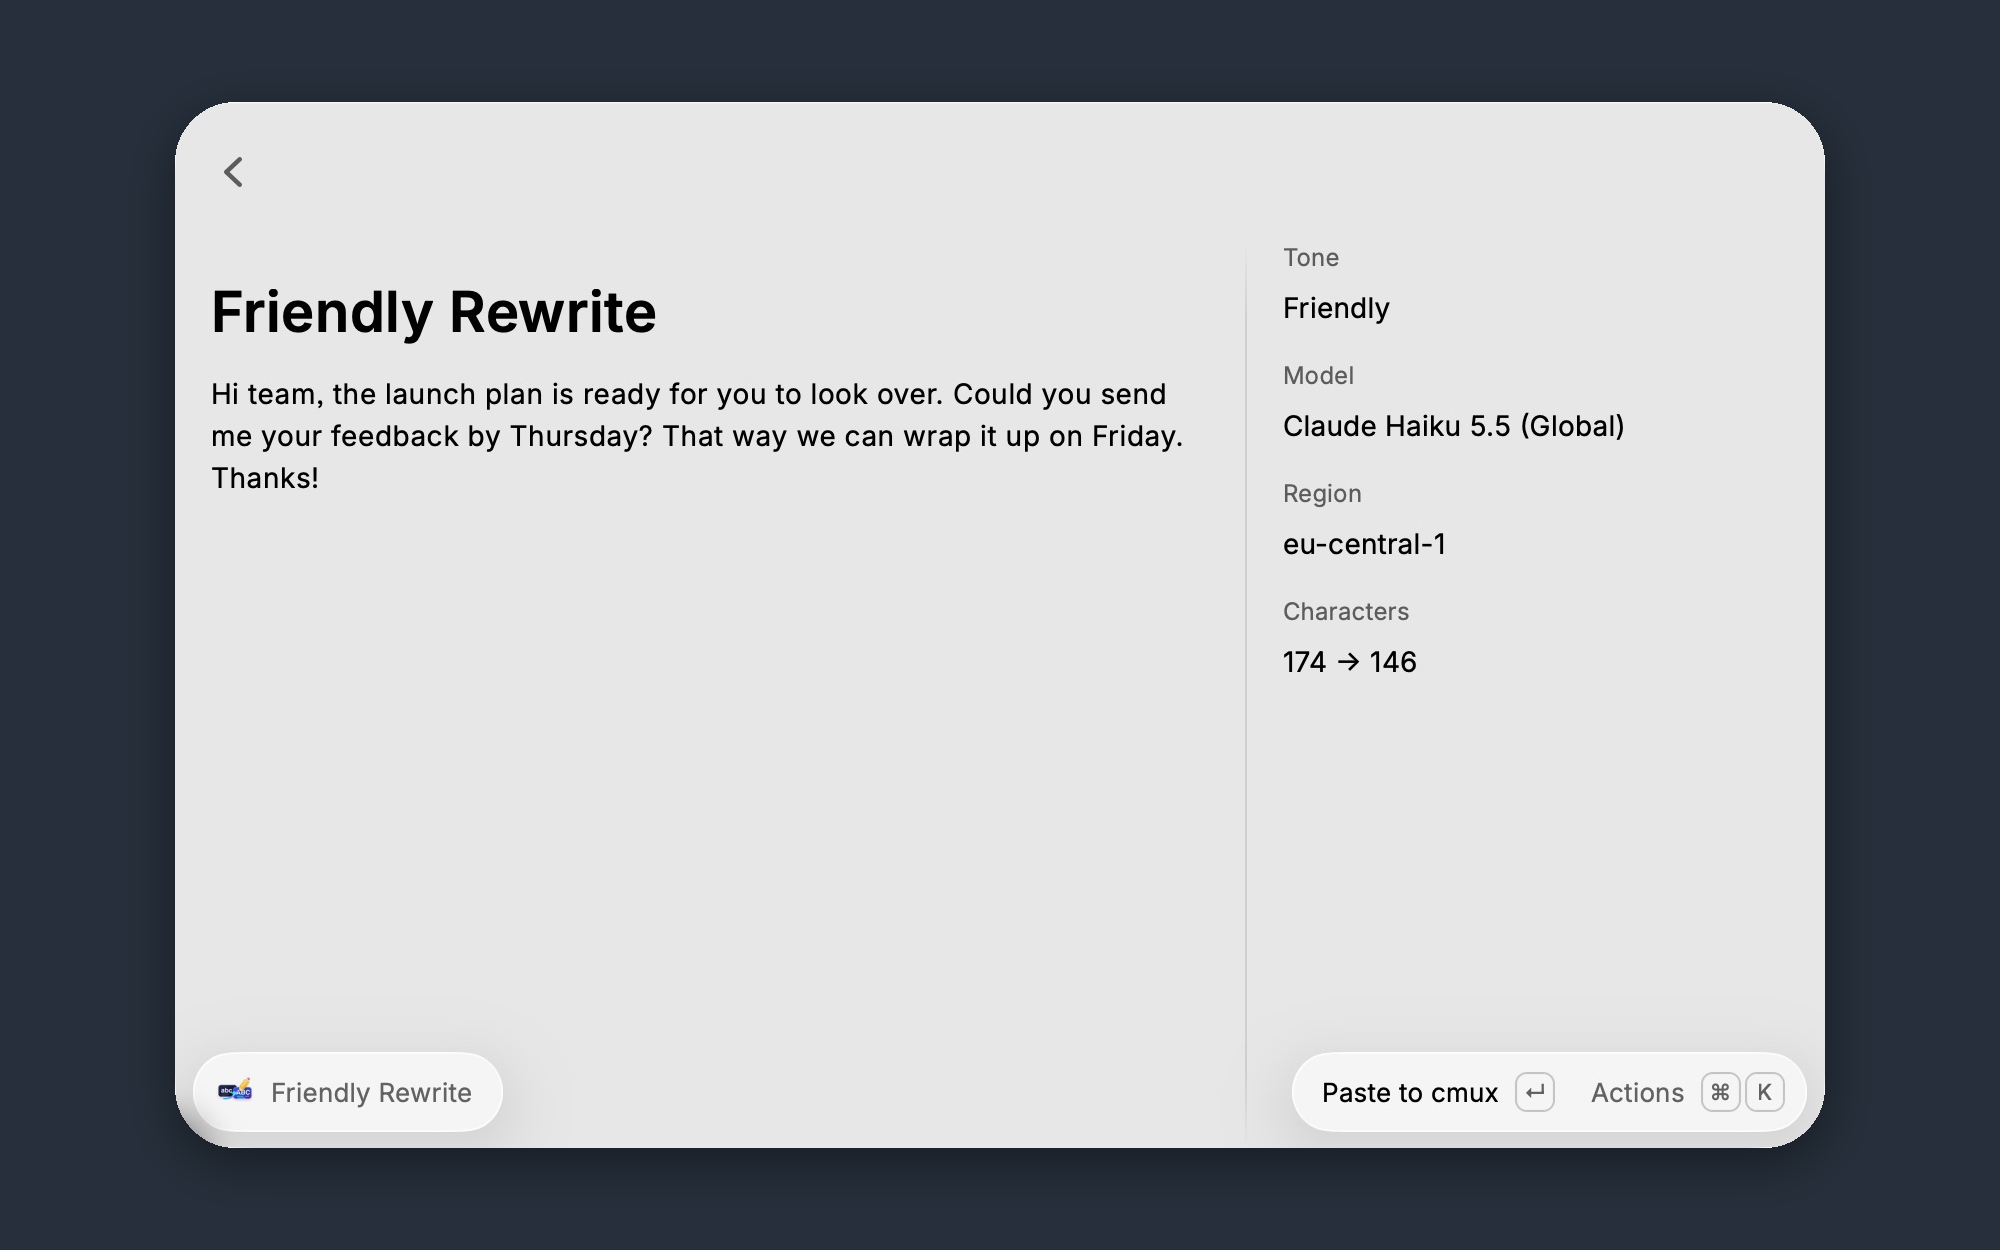 Friendly Rewrite
Hi team, the launch plan is ready for you to look over. Could you send
me your feedback by Thursday? That way we can wrap it up on Friday.
Thanks!
Tone
Friendly
Model
Claude Haiku 5.5 (Global)
Region
eu-central-1
Characters
174 → 146
abc ABC Friendly Rewrite
Paste to cmux ↵ Actions ⌘ K